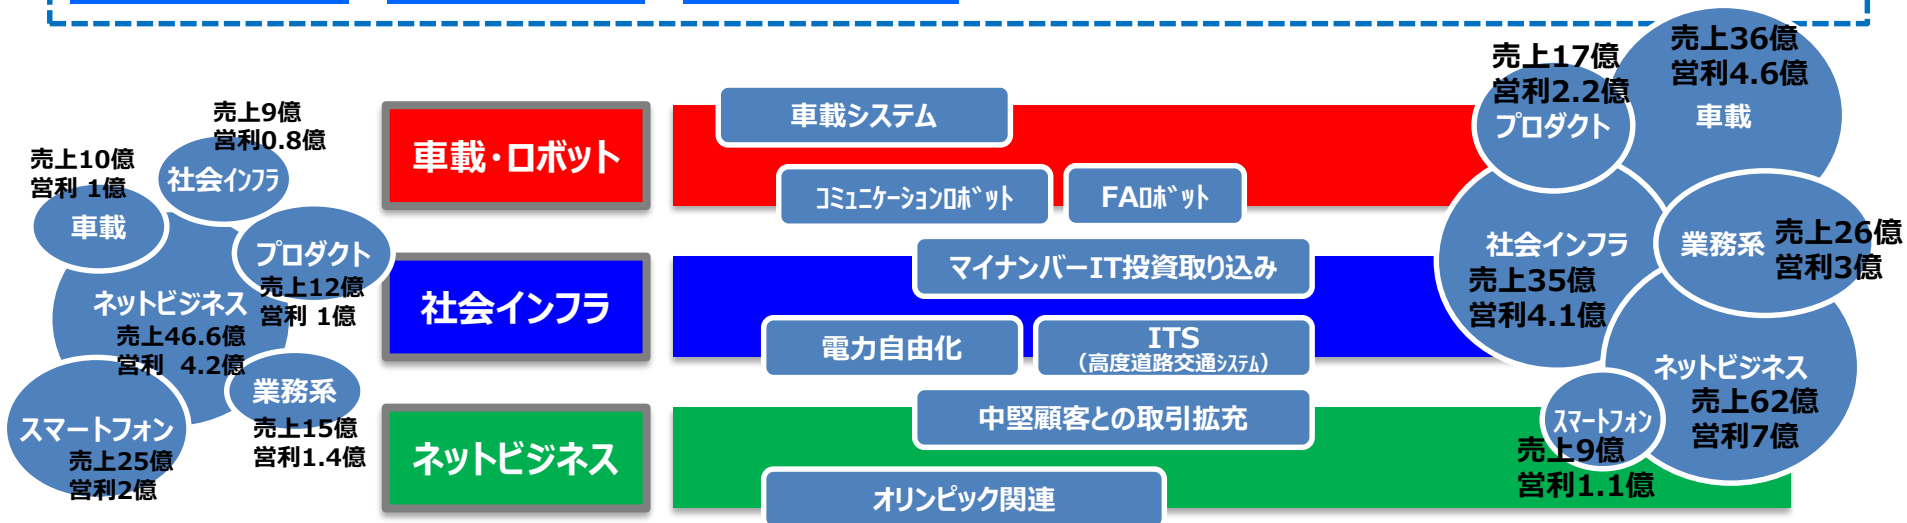 売上9億
営利0.8億
社会インフラ
売上10億
営利 1億
車載
プロダクト
売上12億
営利 1億
ネットビジネス
売上46.6億
営利 4.2億
業務系
売上15億
営利1.4億
スマートフォン
売上25億
営利2億
車載・ロボット
社会インフラ
ネットビジネス
車載システム
コミュニケーションロボット
FAロボット
マイナンバーIT投資取り込み
電力自由化
ITS
(高度道路交通システム)
中堅顧客との取引拡充
オリンピック関連
売上36億
営利4.6億
車載
売上17億
営利2.2億
プロダクト
社会インフラ
売上35億
営利4.1億
業務系
売上26億
営利3億
ネットビジネス
売上62億
営利7億
スマートフォン
売上9億
営利1.1億